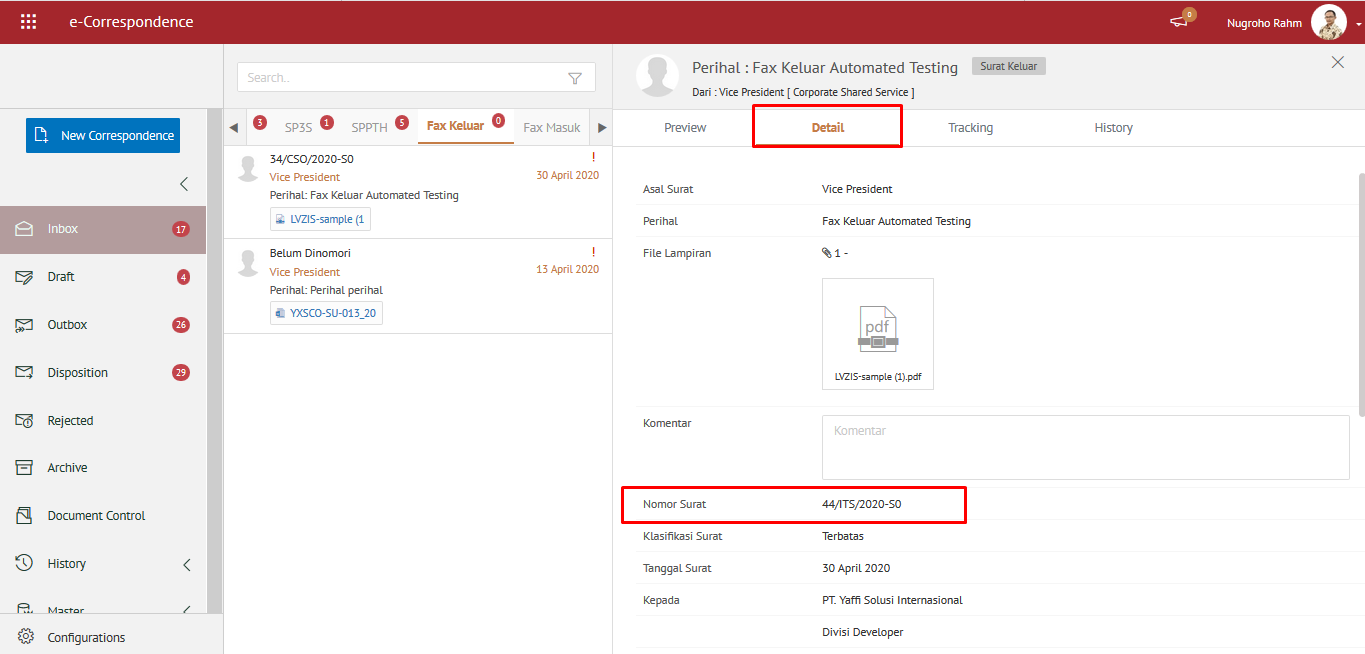 e-Correspondence
0
Nugroho Rahm
New Correspondence
Inbox 17
Draft 4
Outbox 26
Disposition 29
Rejected
Archive
Document Control
History
Master
Configurations
Search..
3 SP3S 1 SPPTH 5 Fax Keluar 0 Fax Masuk
34/CSO/2020-S0 !
Vice President 30 April 2020
Perihal: Fax Keluar Automated Testing
LVZIS-sample (1
Belum Dinomori !
Vice President 13 April 2020
Perihal: Perihal perihal
YXSCO-SU-013_20
Perihal : Fax Keluar Automated Testing Surat Keluar
Dari : Vice President [ Corporate Shared Service ]
Preview Detail Tracking History
Asal Surat Vice President
Perihal Fax Keluar Automated Testing
File Lampiran 1 -
pdf
LVZIS-sample (1).pdf
Komentar Komentar
Nomor Surat 44/ITS/2020-S0
Klasifikasi Surat Terbatas
Tanggal Surat 30 April 2020
Kepada PT. Yaffi Solusi Internasional
Divisi Developer